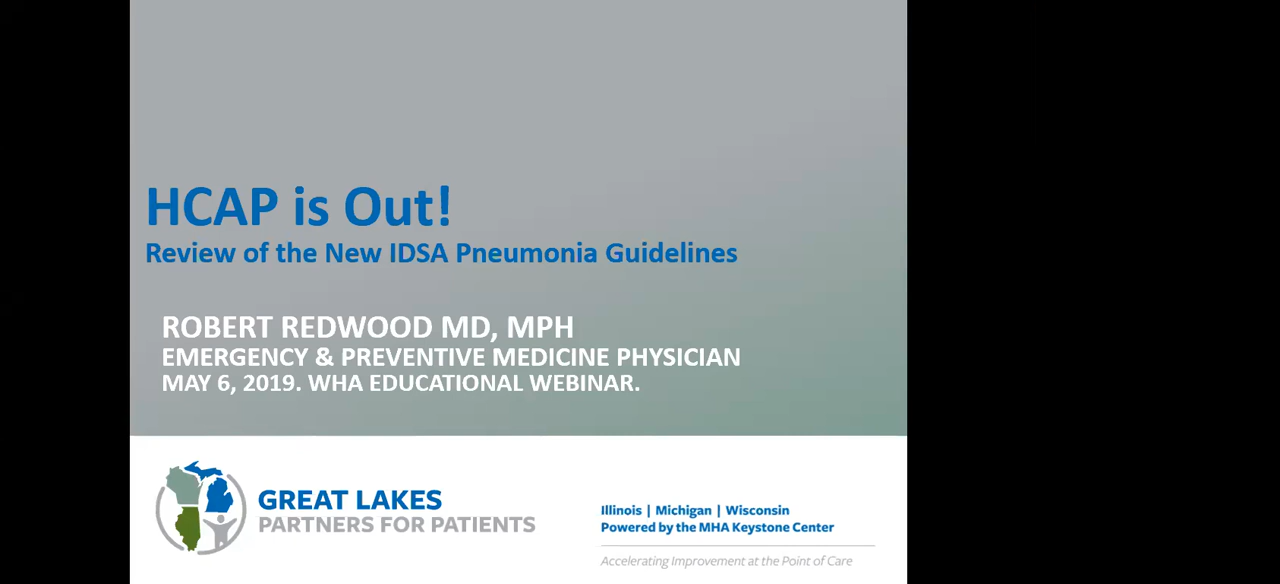 HCAP is Out!
Review of the New IDSA Pneumonia Guidelines
ROBERT REDWOOD MD, MPH
EMERGENCY & PREVENTIVE MEDICINE PHYSICIAN
MAY 6, 2019. WHA EDUCATIONAL WEBINAR.
GREAT LAKES
PARTNERS FOR PATIENTS
Illinois | Michigan | Wisconsin
Powered by the MHA Keystone Center
Accelerating Improvement at the Point of Care